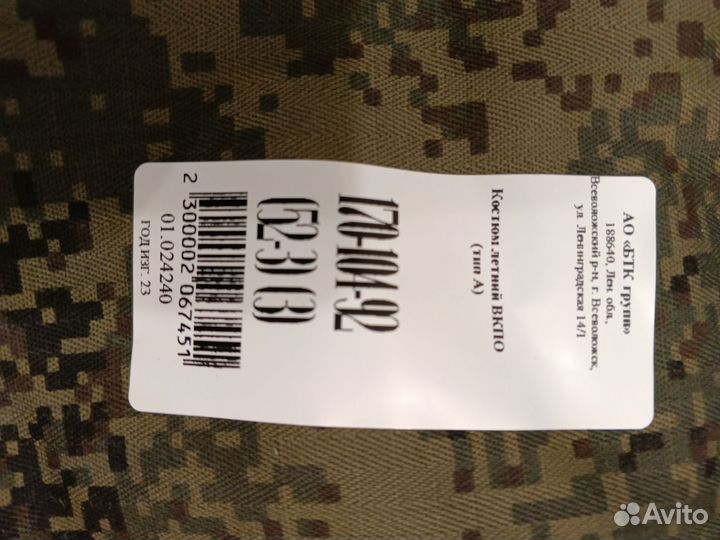 АО «БТК групп»
188640, Лен. обл.,
Всеволожский р-н, г. Всеволожск,
ул. Ленинградская 14/1
Костюм летний ВКПО
(тип А)
170-104-92
(52-3) (3)
2 300002 067451
01.024240
ГОД ИЗГ. 23
Avito